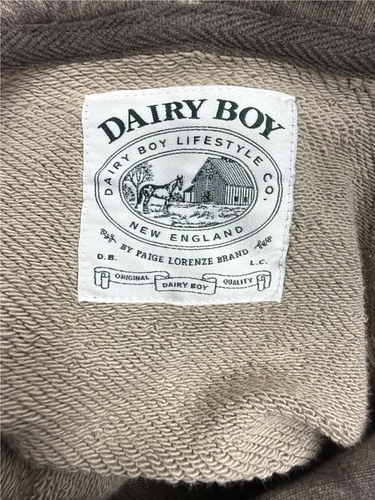 DAIRY BOY
DAIRY BOY LIFESTYLE CO.
NEW ENGLAND
BY PAIGE LORENZE BRAND
D.B. L.C.
ORIGINAL DAIRY BOY QUALITY